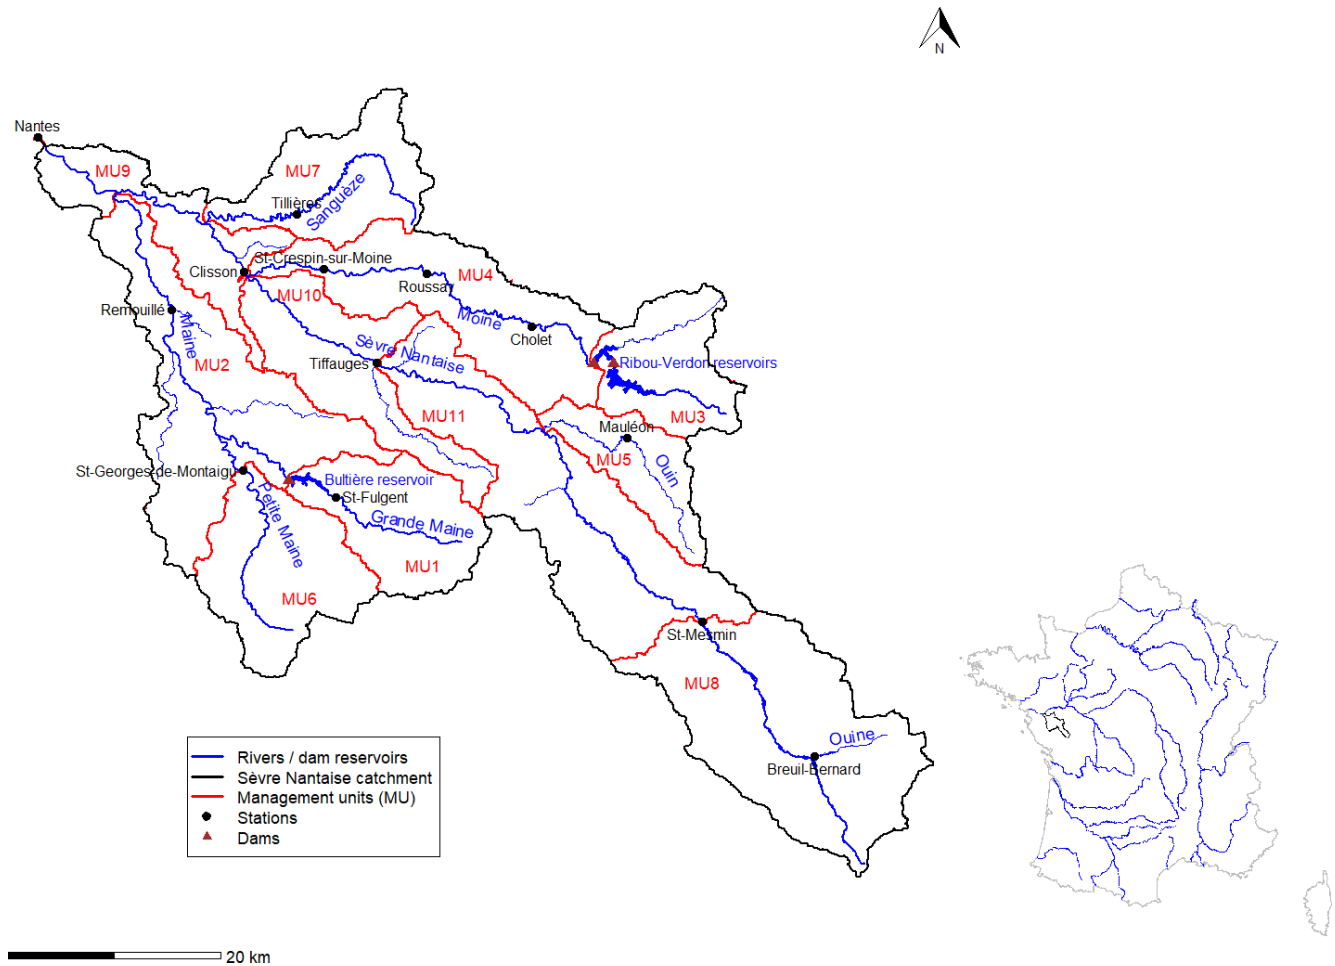 N
Nantes
MU9
MU7
Tillières
Sanguèze
Clisson
St-Crespin-sur-Moine
Roussay
MU4
MU10
Remouillé
Maine
Moine
Cholet
Sèvre Nantaise
Tiffauges
MU2
Ribou-Verdon reservoirs
MU11
MU3
Mauléon
MU5
Ouin
St-Georges-de-Montaigu
Bultière reservoir
St-Fulgent
Petite Maine
Grande Maine
MU1
MU6
St-Mesmin
MU8
Ouine
Breuil-Bernard
Rivers / dam reservoirs
Sèvre Nantaise catchment
Management units (MU)
Stations
Dams
20 km